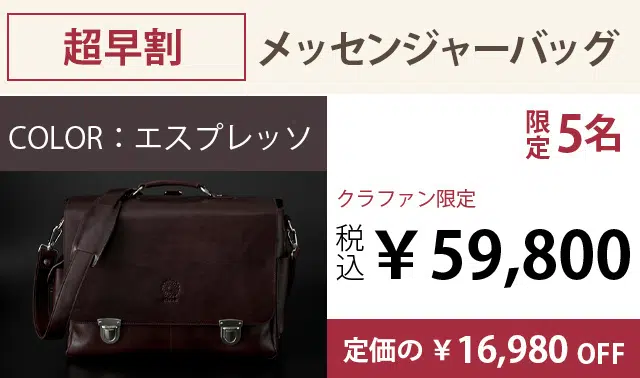 超早割
メッセンジャーバッグ
COLOR：エスプレッソ
限定5名
クラファン限定
税込¥59,800
定価の ¥16,980 OFF